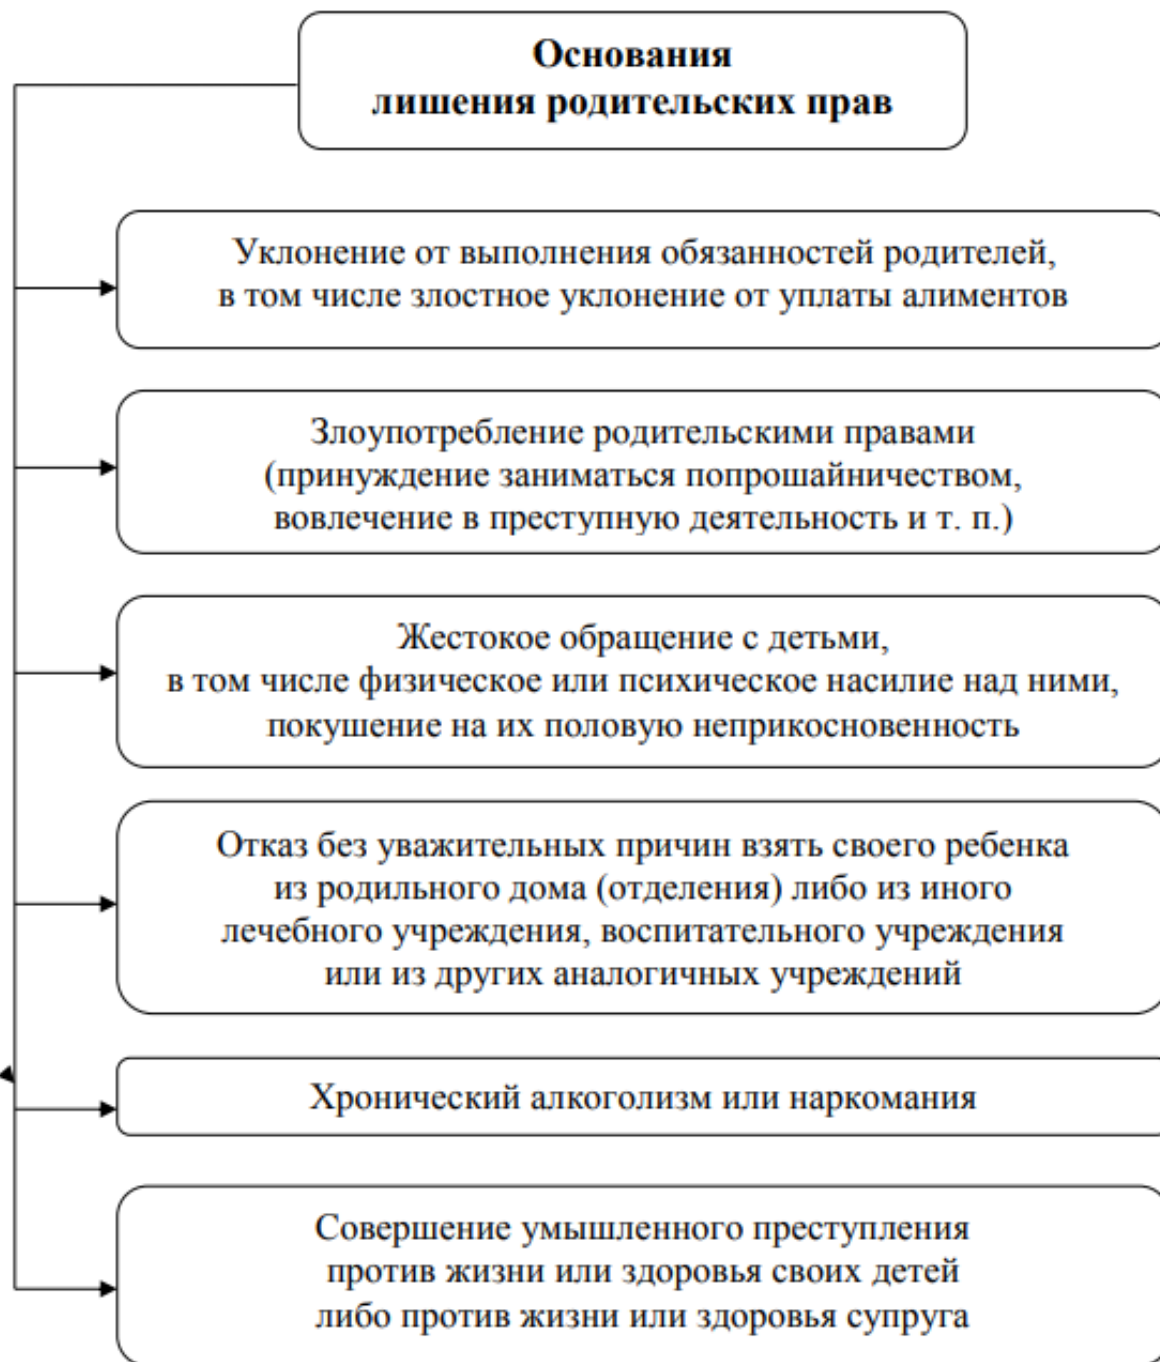 Основания
лишения родительских прав
Уклонение от выполнения обязанностей родителей,
в том числе злостное уклонение от уплаты алиментов
Злоупотребление родительскими правами
(принуждение заниматься попрошайничеством,
вовлечение в преступную деятельность и т. п.)
Жестокое обращение с детьми,
в том числе физическое или психическое насилие над ними,
покушение на их половую неприкосновенность
Отказ без уважительных причин взять своего ребенка
из родильного дома (отделения) либо из иного
лечебного учреждения, воспитательного учреждения
или из других аналогичных учреждений
Хронический алкоголизм или наркомания
Совершение умышленного преступления
против жизни или здоровья своих детей
либо против жизни или здоровья супруга